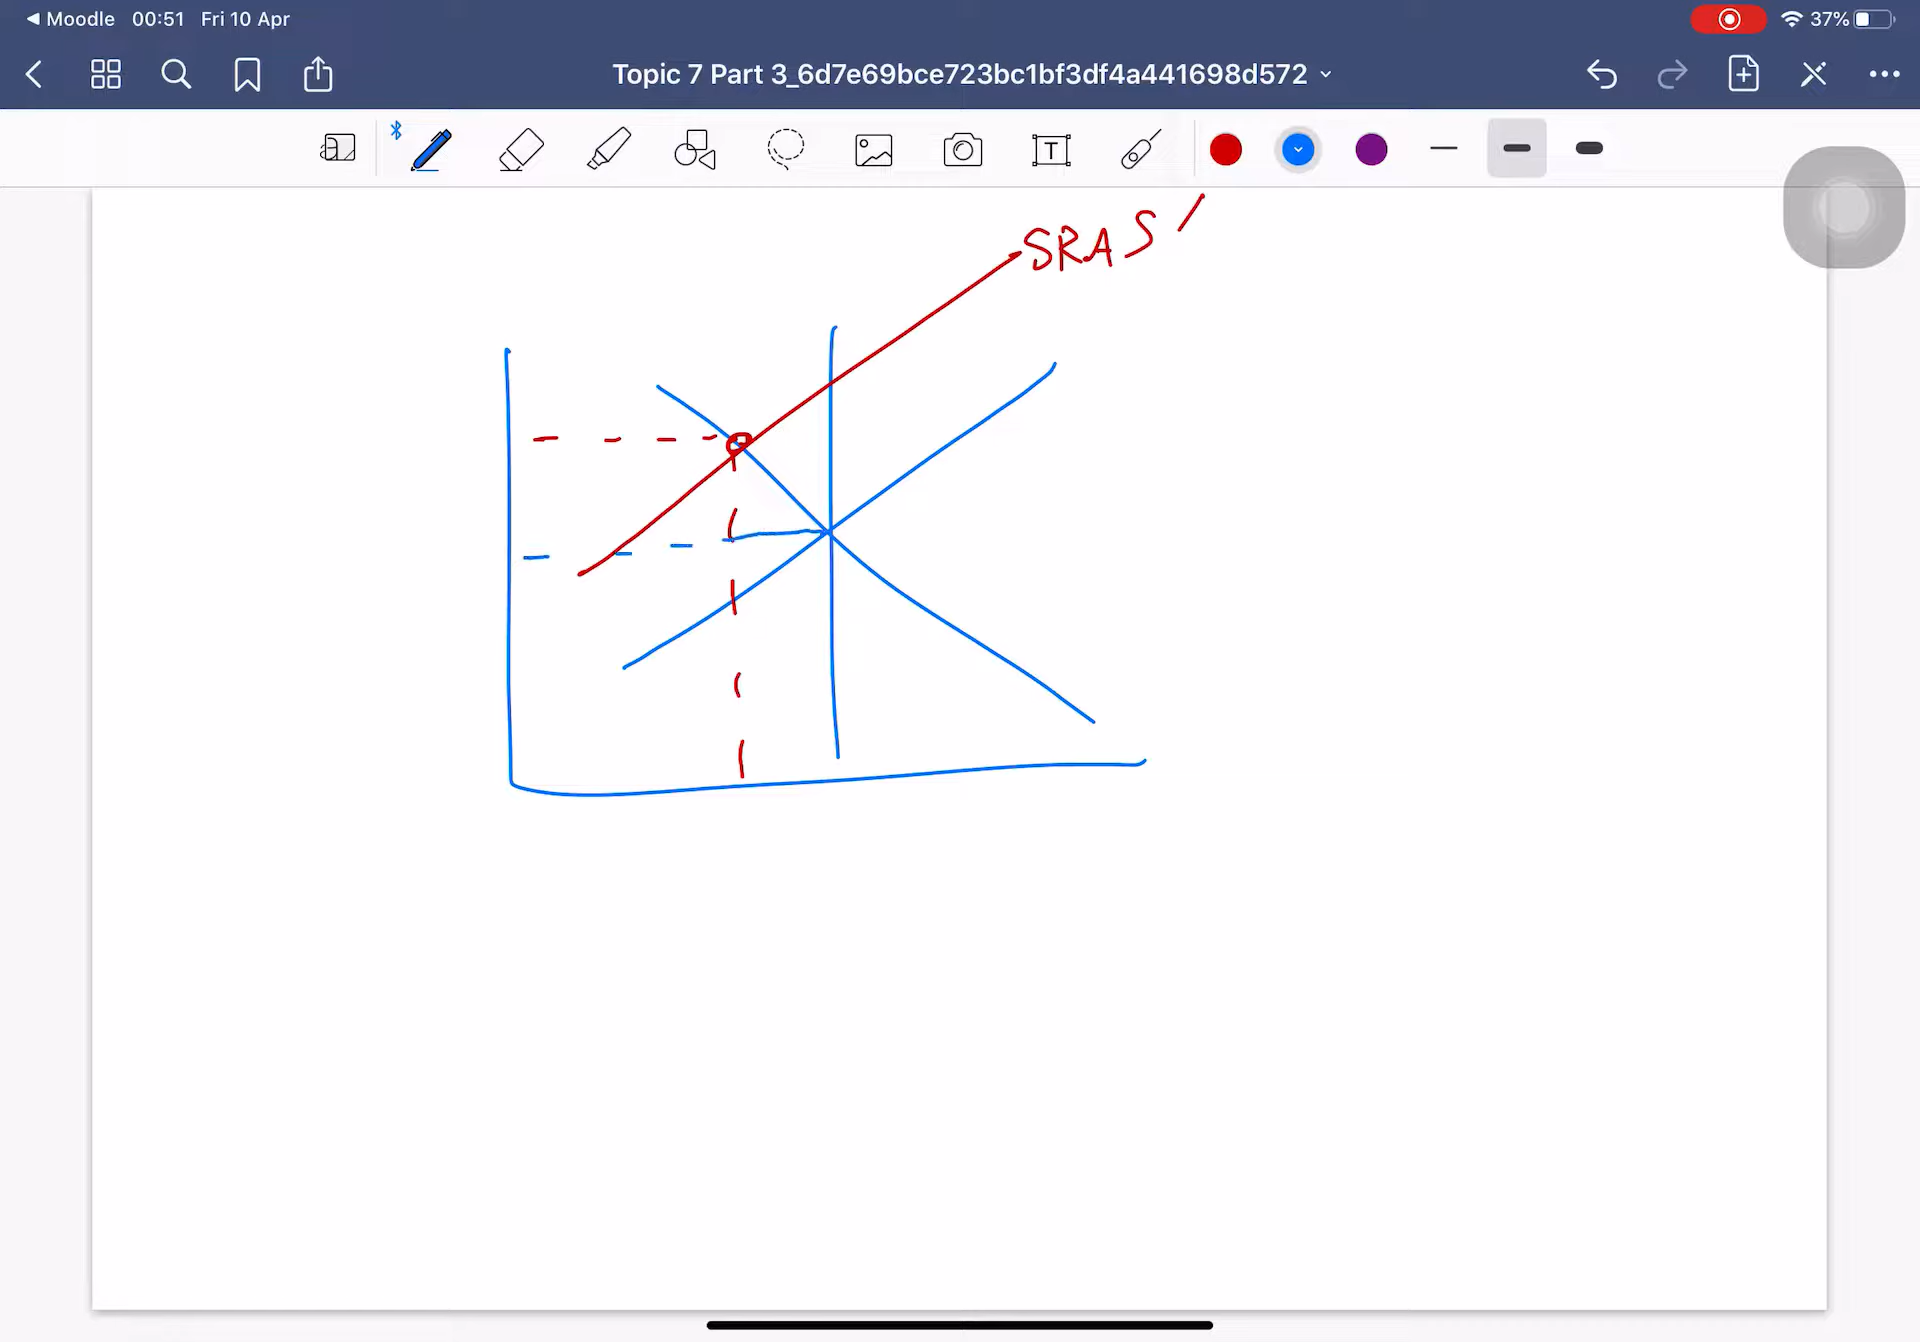 Moodle 00:51 Fri 10 Apr 37%
Topic 7 Part 3_6d7e69bce723bc1bf3df4a441698d572
a T
SRAS'